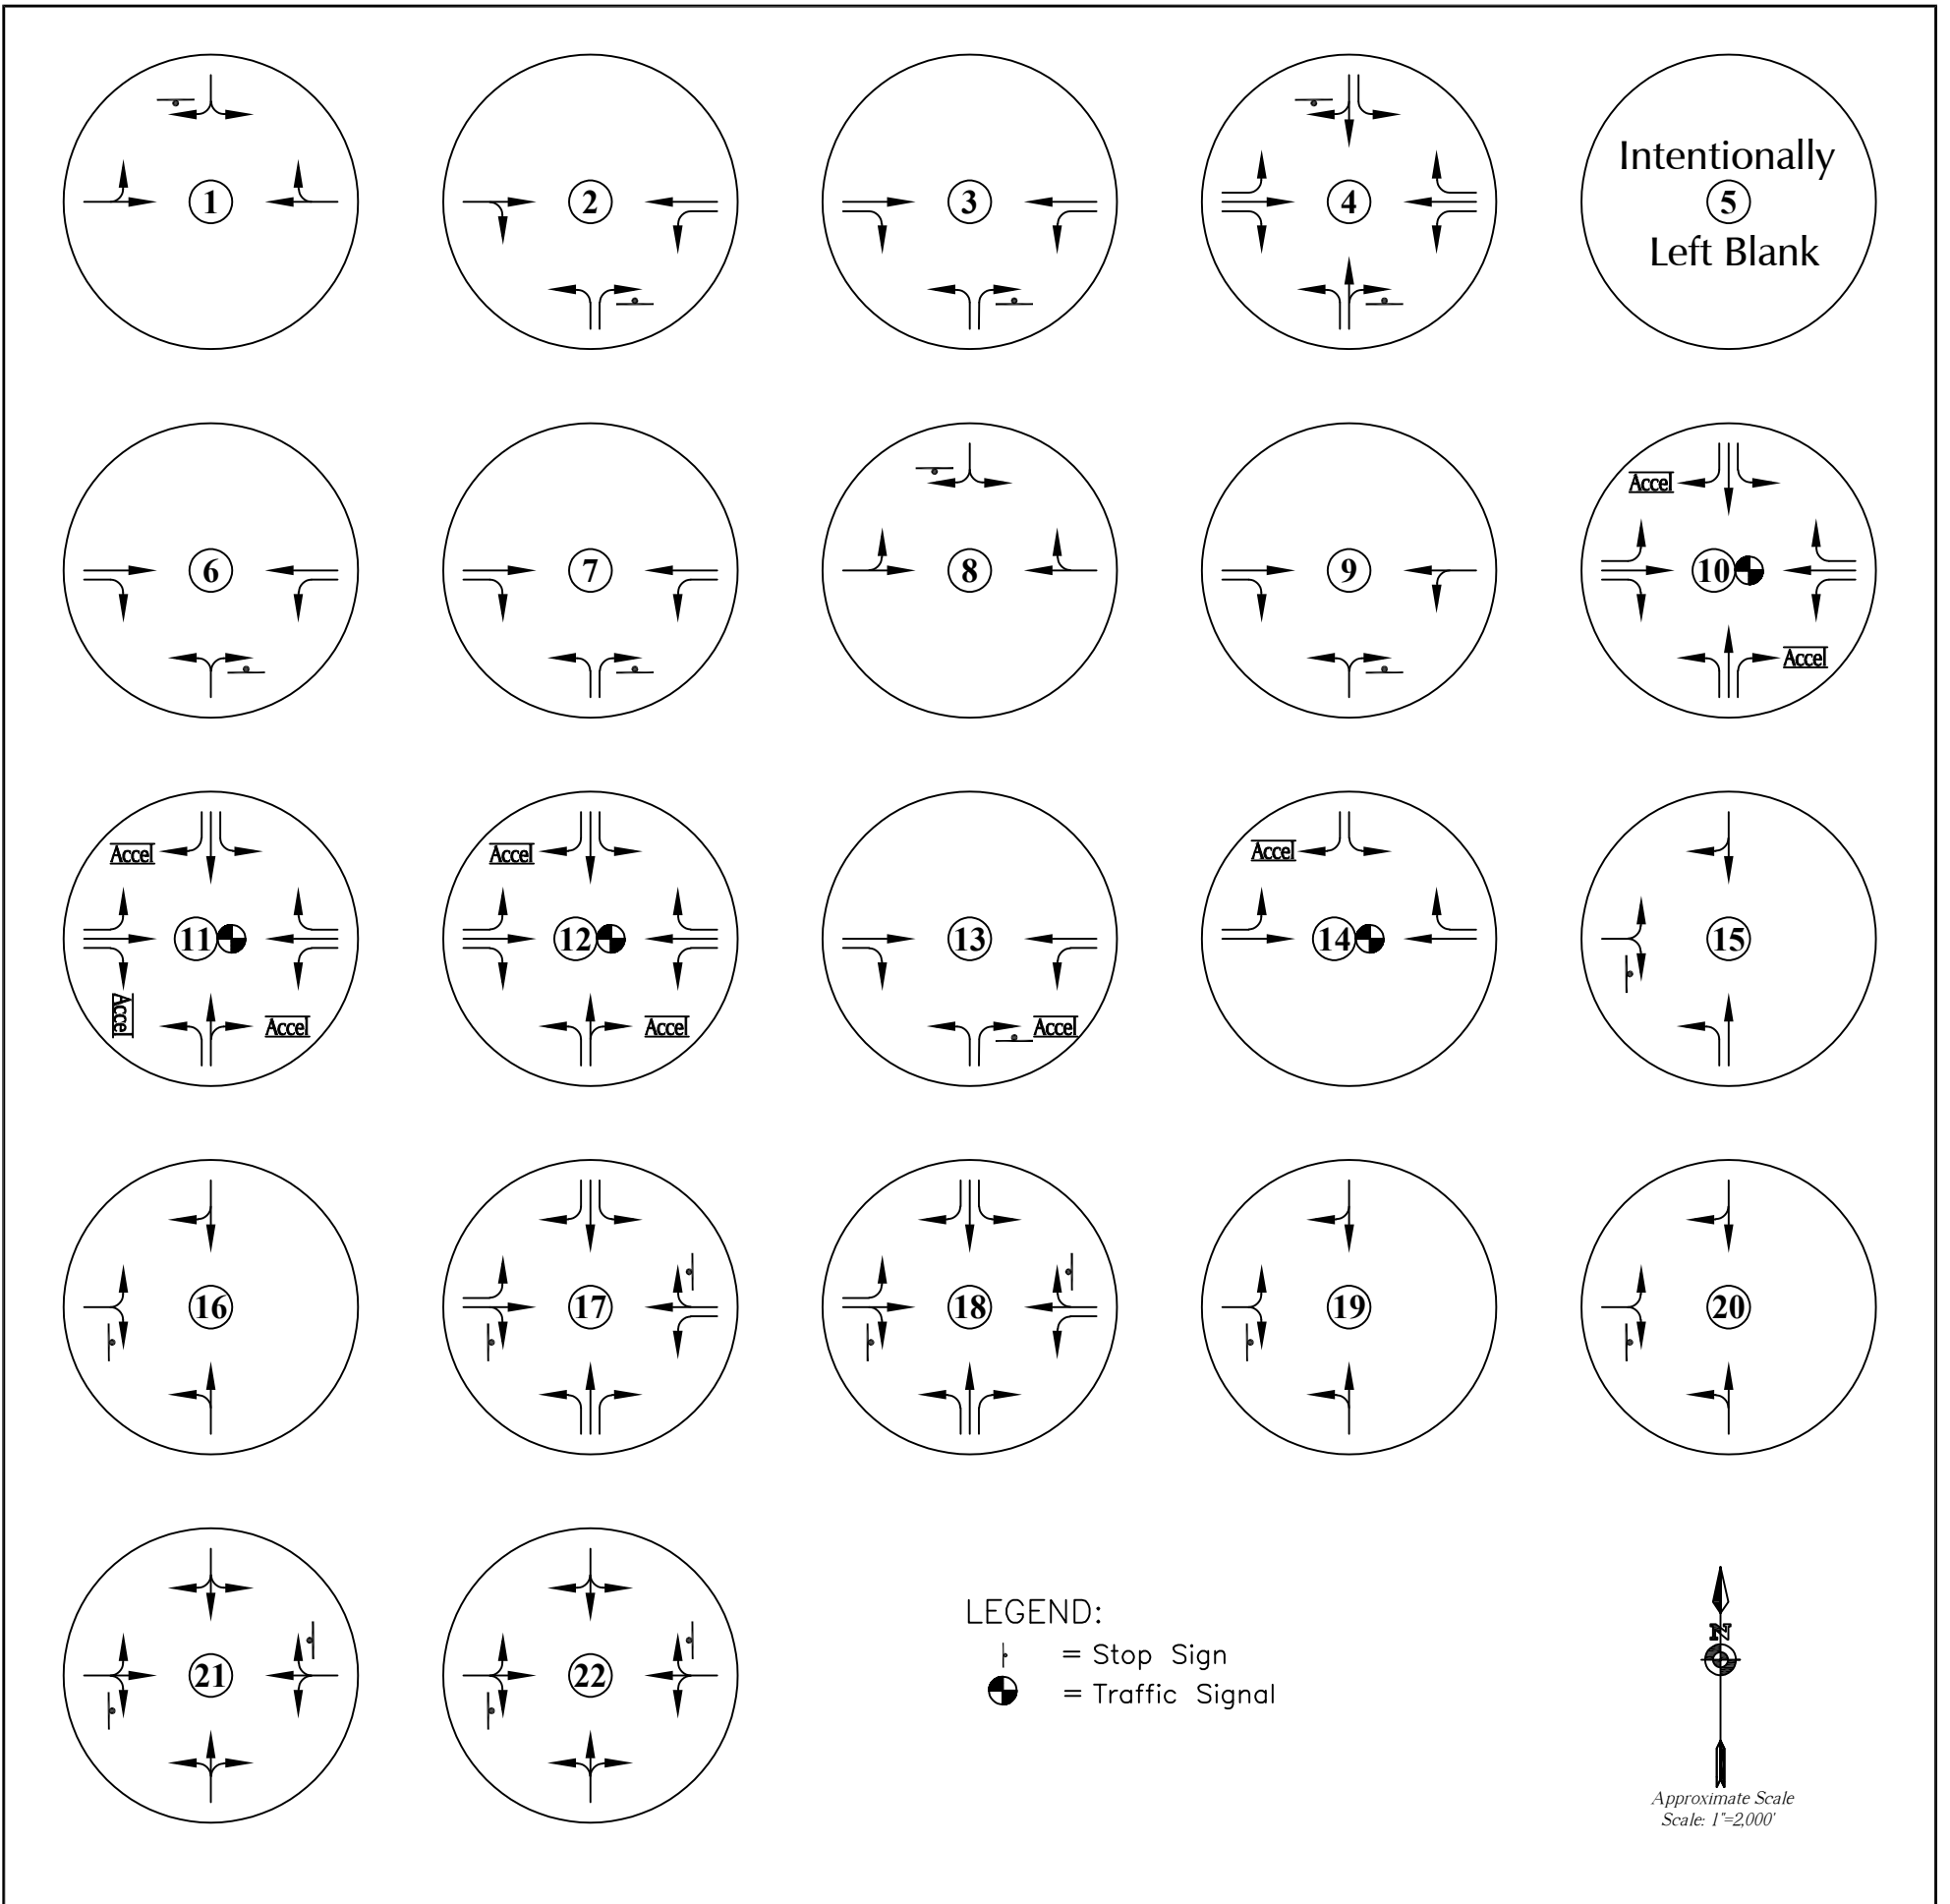 1
2
3
4
Intentionally
5
Left Blank
6
7
8
9
Accel
10
Accel
Accel
11
Accel
Accel
Accel
12
Accel
13
Accel
Accel
14
15
16
17
18
19
20
21
22
LEGEND:
= Stop Sign
= Traffic Signal
N
Approximate Scale
Scale: 1"=2,000'